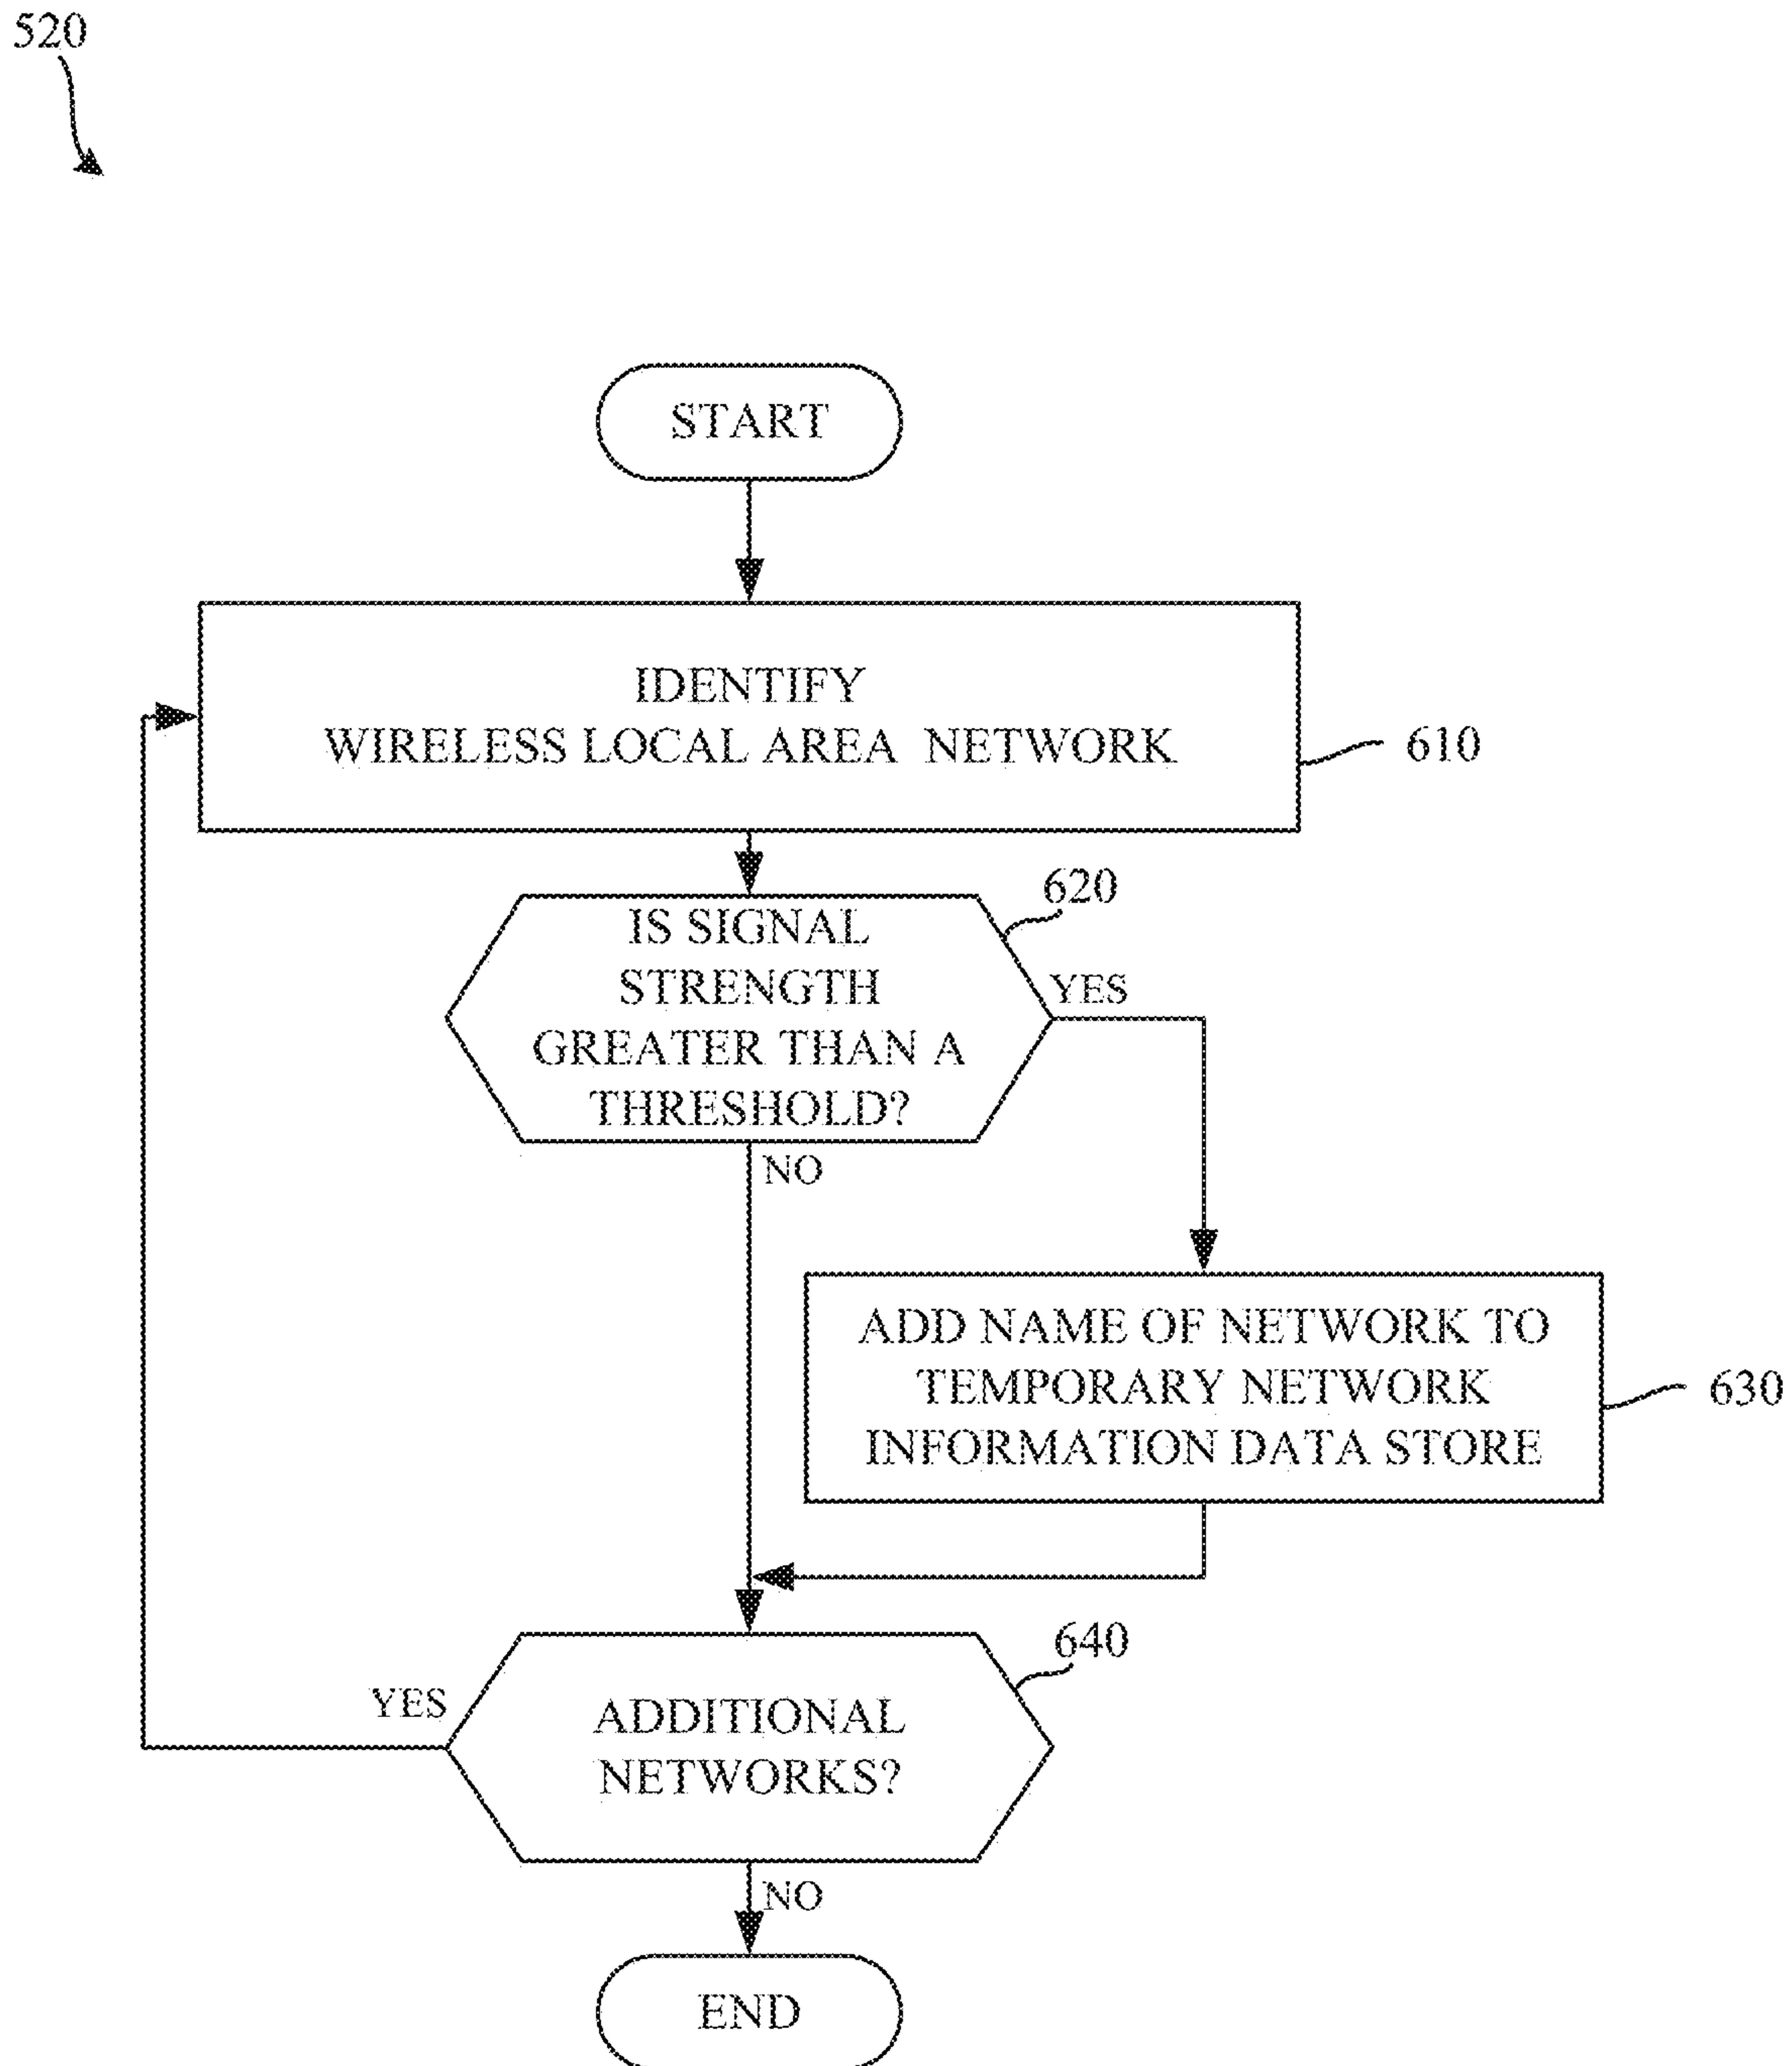 520
START
IDENTIFY
WIRELESS LOCAL AREA NETWORK
610
620
IS SIGNAL
STRENGTH
GREATER THAN A
THRESHOLD?
YES
NO
ADD NAME OF NETWORK TO
TEMPORARY NETWORK
INFORMATION DATA STORE
630
640
YES
ADDITIONAL
NETWORKS?
NO
END